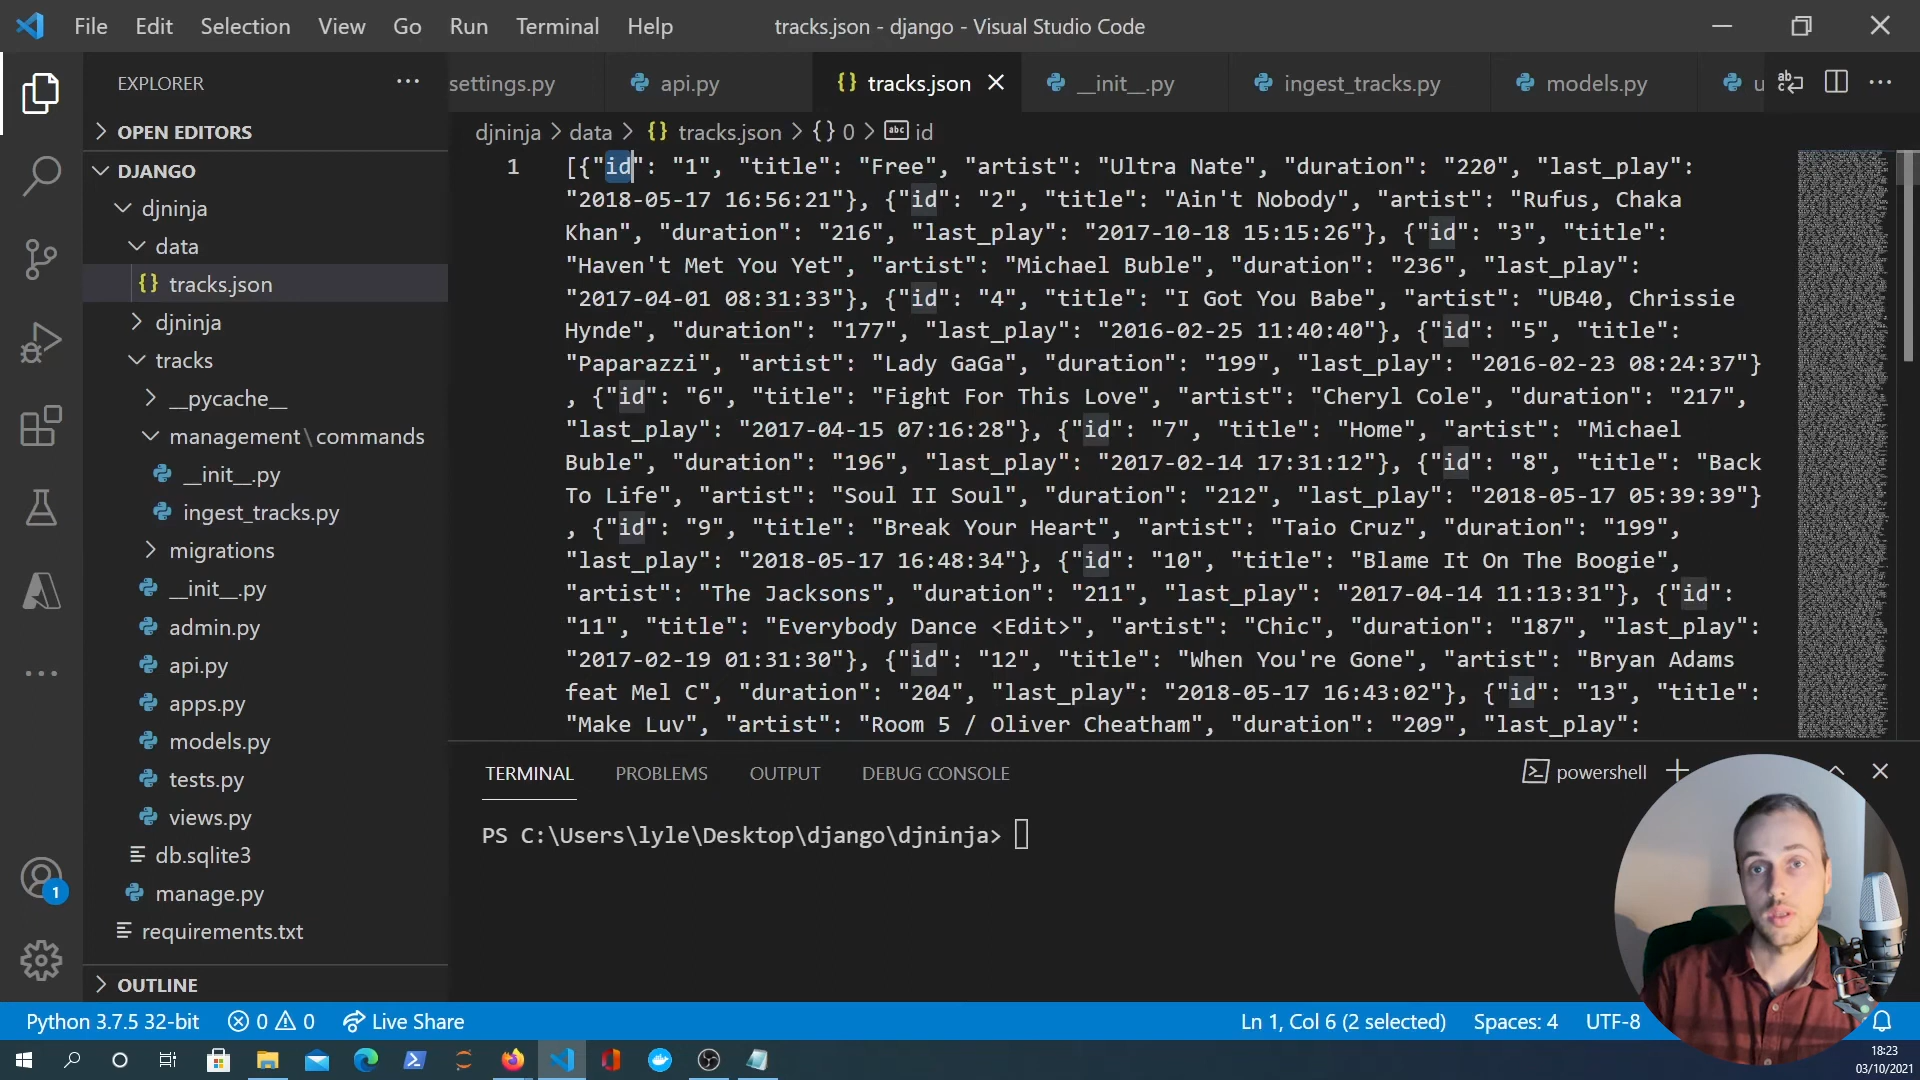 File Edit Selection View Go Run Terminal Help
tracks.json - django - Visual Studio Code
EXPLORER
OPEN EDITORS
DJANGO
djninja
data
tracks.json
djninja
tracks
__pycache__
management\commands
__init__.py
ingest_tracks.py
migrations
__init__.py
admin.py
api.py
apps.py
models.py
tests.py
views.py
db.sqlite3
manage.py
requirements.txt
OUTLINE
settings.py api.py {} tracks.json __init__.py ingest_tracks.py models.py u
djninja > data > {} tracks.json > {} 0 > abc id
1 [{"id": "1", "title": "Free", "artist": "Ultra Nate", "duration": "220", "last_play":
"2018-05-17 16:56:21"}, {"id": "2", "title": "Ain't Nobody", "artist": "Rufus, Chaka
Khan", "duration": "216", "last_play": "2017-10-18 15:15:26"}, {"id": "3", "title":
"Haven't Met You Yet", "artist": "Michael Buble", "duration": "236", "last_play":
"2017-04-01 08:31:33"}, {"id": "4", "title": "I Got You Babe", "artist": "UB40, Chrissie
Hynde", "duration": "177", "last_play": "2016-02-25 11:40:40"}, {"id": "5", "title":
"Paparazzi", "artist": "Lady GaGa", "duration": "199", "last_play": "2016-02-23 08:24:37"}
, {"id": "6", "title": "Fight For This Love", "artist": "Cheryl Cole", "duration": "217",
"last_play": "2017-04-15 07:16:28"}, {"id": "7", "title": "Home", "artist": "Michael
Buble", "duration": "196", "last_play": "2017-02-14 17:31:12"}, {"id": "8", "title": "Back
To Life", "artist": "Soul II Soul", "duration": "212", "last_play": "2018-05-17 05:39:39"}
, {"id": "9", "title": "Break Your Heart", "artist": "Taio Cruz", "duration": "199",
"last_play": "2018-05-17 16:48:34"}, {"id": "10", "title": "Blame It On The Boogie",
"artist": "The Jacksons", "duration": "211", "last_play": "2017-04-14 11:13:31"}, {"id":
"11", "title": "Everybody Dance <Edit>", "artist": "Chic", "duration": "187", "last_play":
"2017-02-19 01:31:30"}, {"id": "12", "title": "When You're Gone", "artist": "Bryan Adams
feat Mel C", "duration": "204", "last_play": "2018-05-17 16:43:02"}, {"id": "13", "title":
"Make Luv", "artist": "Room 5 / Oliver Cheatham", "duration": "209", "last_play":
TERMINAL PROBLEMS OUTPUT DEBUG CONSOLE powershell
PS C:\Users\lyle\Desktop\django\djninja>
1
Python 3.7.5 32-bit 0 0 Live Share Ln 1, Col 6 (2 selected) Spaces: 4 UTF-8
18:23
03/10/2021